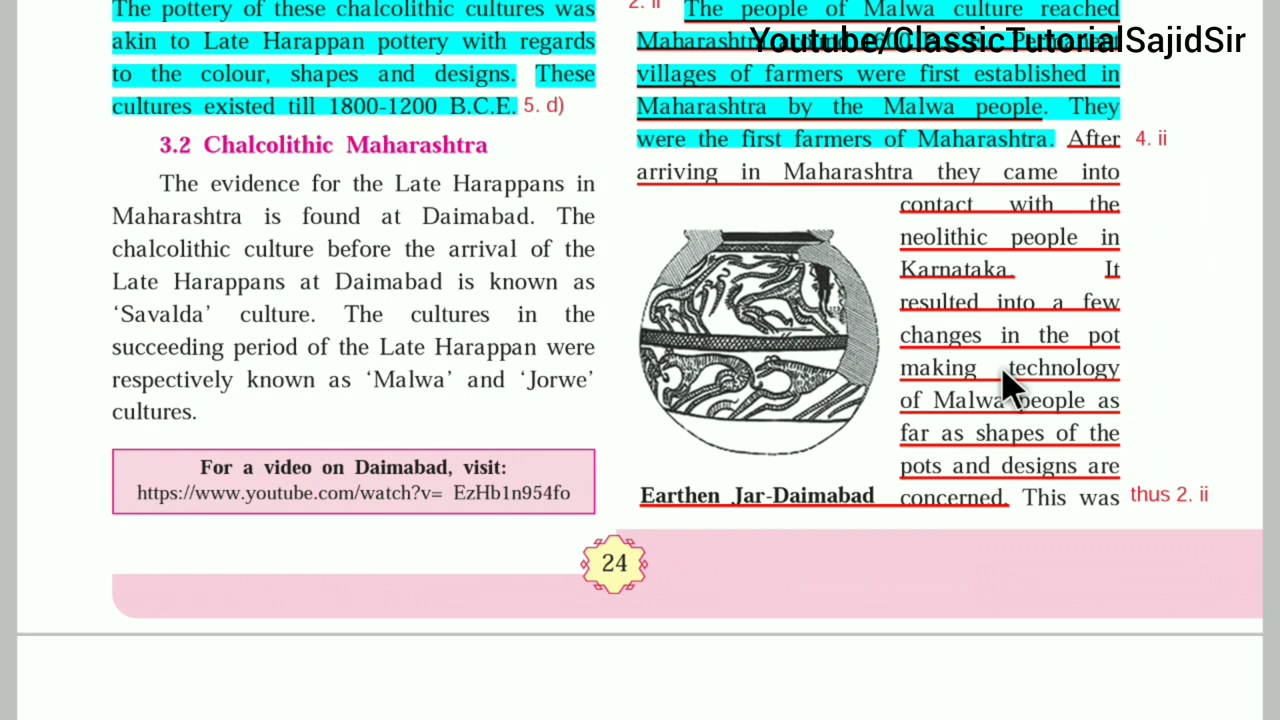 The pottery of these chalcolithic cultures was
akin to Late Harappan pottery with regards
to the colour, shapes and designs. These
cultures existed till 1800-1200 B.C.E. 5. d)
3.2 Chalcolithic Maharashtra
The evidence for the Late Harappans in
Maharashtra is found at Daimabad. The
chalcolithic culture before the arrival of the
Late Harappans at Daimabad is known as
‘Savalda’ culture. The cultures in the
succeeding period of the Late Harappan were
respectively known as ‘Malwa’ and ‘Jorwe’
cultures.
For a video on Daimabad, visit:
https://www.youtube.com/watch?v= EzHb1n954fo
2. ii The people of Malwa culture reached
Youtube/ClassicTutorialSajidSir
villages of farmers were first established in
Maharashtra by the Malwa people. They
were the first farmers of Maharashtra. After 4. ii
arriving in Maharashtra they came into
contact with the
neolithic people in
Karnataka. It
resulted into a few
changes in the pot
making technology
of Malwa people as
far as shapes of the
pots and designs are
concerned. This was thus 2. ii
Earthen Jar-Daimabad
24